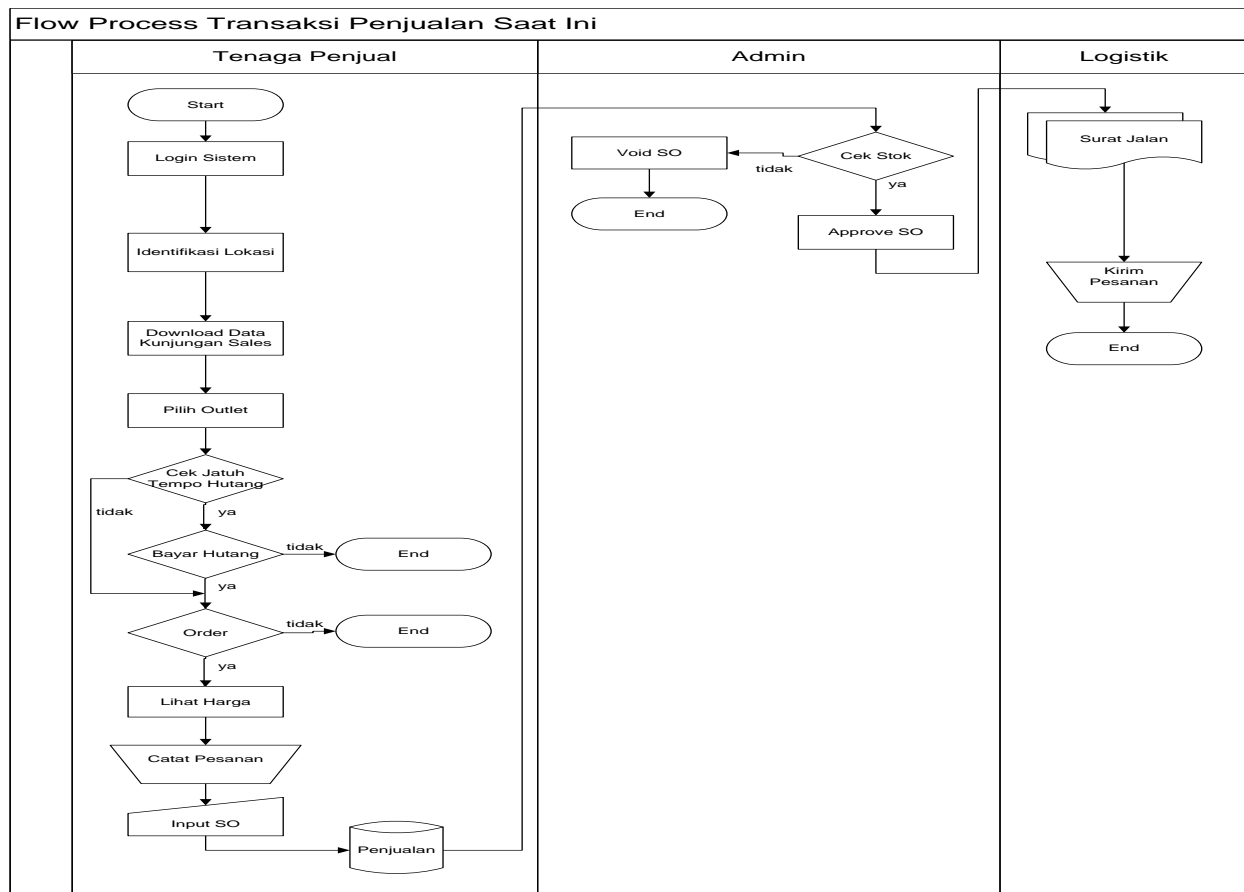 Flow Process Transaksi Penjualan Saat Ini
Tenaga Penjual
Admin
Logistik
Start
Login Sistem
Identifikasi Lokasi
Download Data
Kunjungan Sales
Pilih Outlet
Cek Jatuh
Tempo Hutang
tidak
ya
Bayar Hutang
tidak
End
ya
Order
tidak
End
ya
Lihat Harga
Catat Pesanan
Input SO
Penjualan
Cek Stok
tidak
Void SO
End
ya
Approve SO
Surat Jalan
Kirim
Pesanan
End